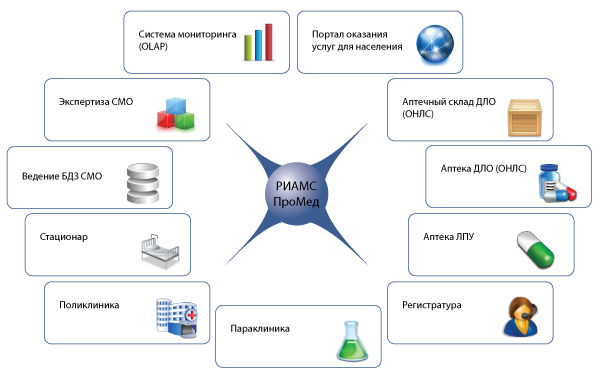 Система мониторинга
(OLAP)
Портал оказания
услуг для населения
Экспертиза СМО
Аптечный склад ДЛО
(ОНЛС)
Ведение БДЗ СМО
РИАМС
ПроМед
Аптека ДЛО (ОНЛС)
Стационар
Аптека ЛПУ
Поликлиника
Параклиника
Регистратура